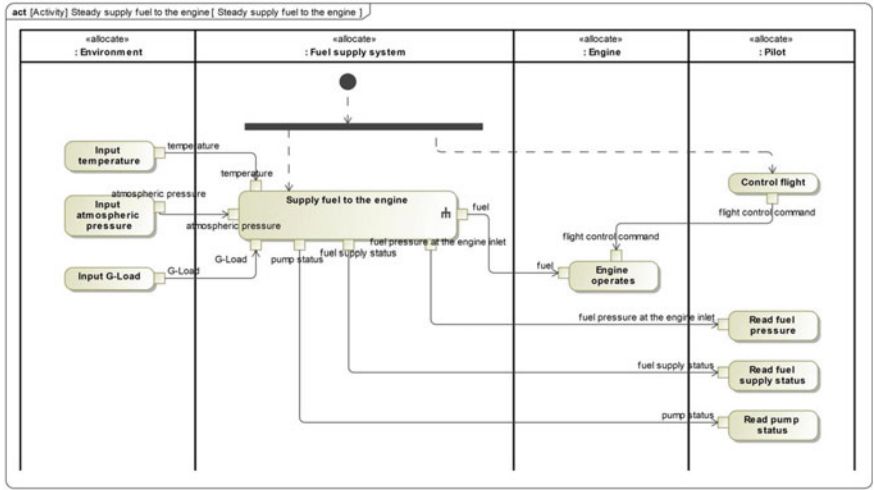 act [Activity] Steady supply fuel to the engine [ Steady supply fuel to the engine ]
«allocate»
: Environment
«allocate»
: Fuel supply system
«allocate»
: Engine
«allocate»
: Pilot
Input
temperature
temperature
temperature
Input
atmospheric
pressure
atmospheric pressure
atmospheric pressure
Input G-Load
G-Load
G-Load
Supply fuel to the engine
fuel
fuel pressure at the engine inlet
fuel supply status
pump status
Control flight
flight control command
flight control command
fuel
Engine
operates
fuel pressure at the engine inlet
Read fuel
pressure
fuel supply status
Read fuel
supply status
pump status
Read pump
status